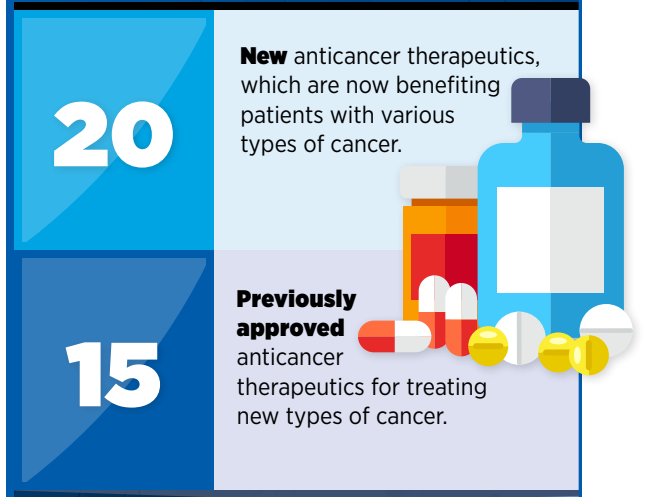 20
New anticancer therapeutics,
which are now benefiting
patients with various
types of cancer.
15
Previously
approved
anticancer
therapeutics for treating
new types of cancer.